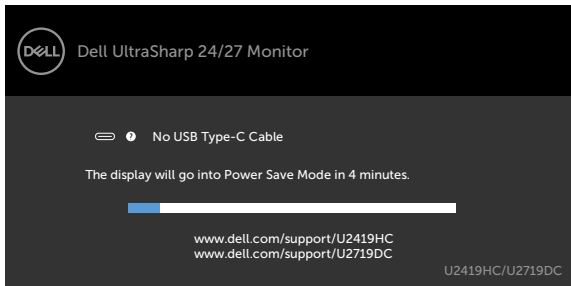 DELL
Dell UltraSharp 24/27 Monitor
? No USB Type-C Cable
The display will go into Power Save Mode in 4 minutes.
www.dell.com/support/U2419HC
www.dell.com/support/U2719DC
U2419HC/U2719DC